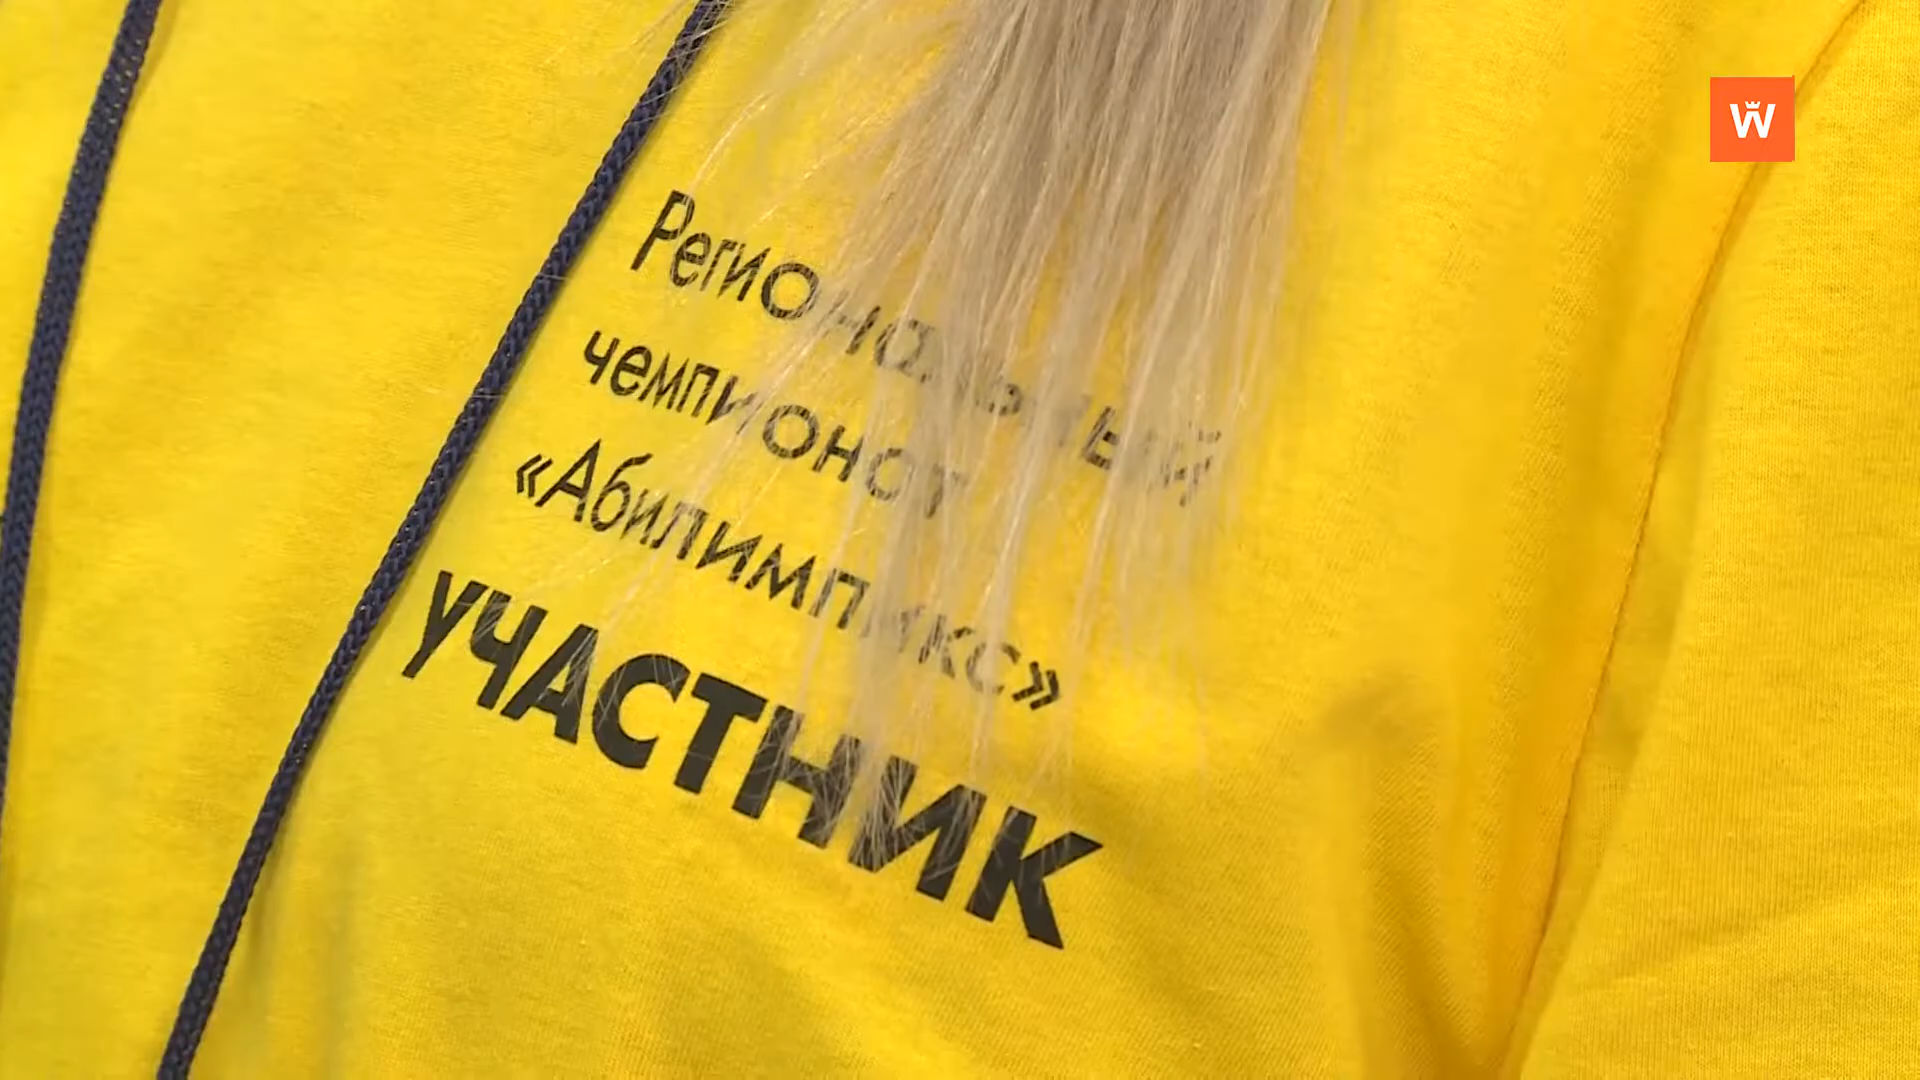 Региональный
чемпионат
«Абилимпикс»
УЧАСТНИК
W